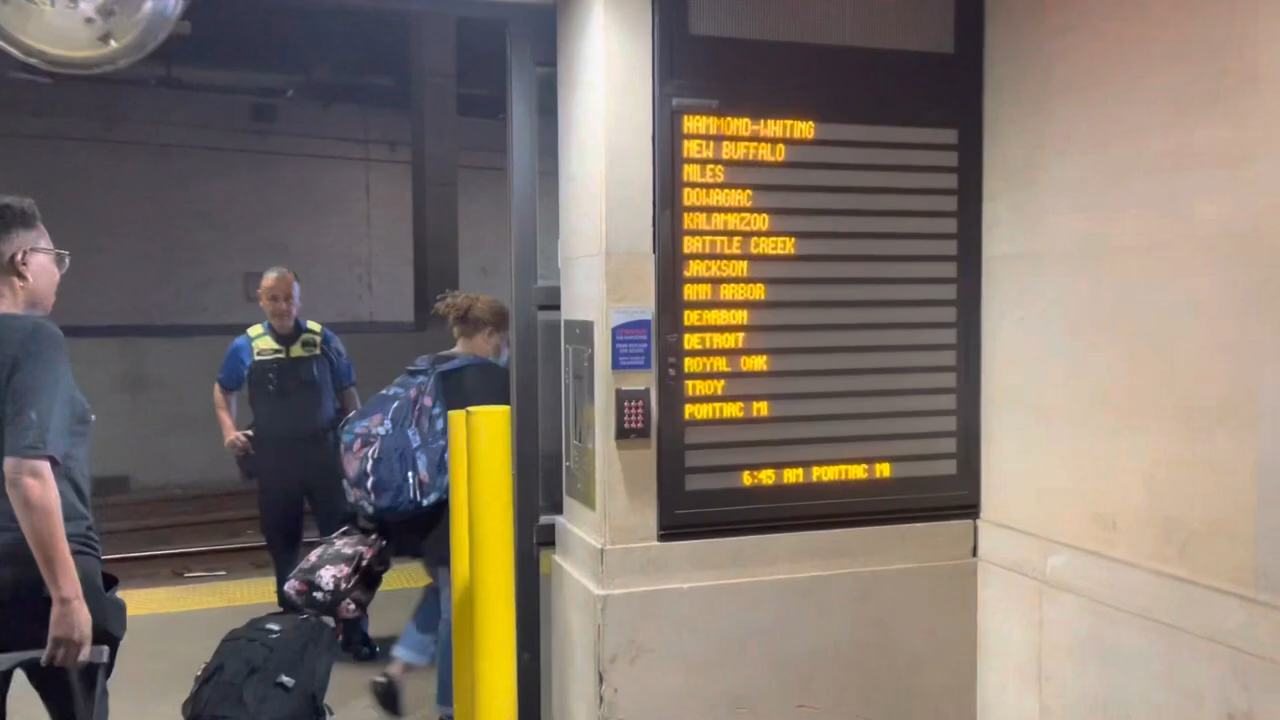 HAMMOND-WHITING
NEW BUFFALO
NILES
DOWAGIAC
KALAMAZOO
BATTLE CREEK
JACKSON
ANN ARBOR
DEARBORN
DETROIT
ROYAL OAK
TROY
PONTIAC MI
6:45 AM PONTIAC MI